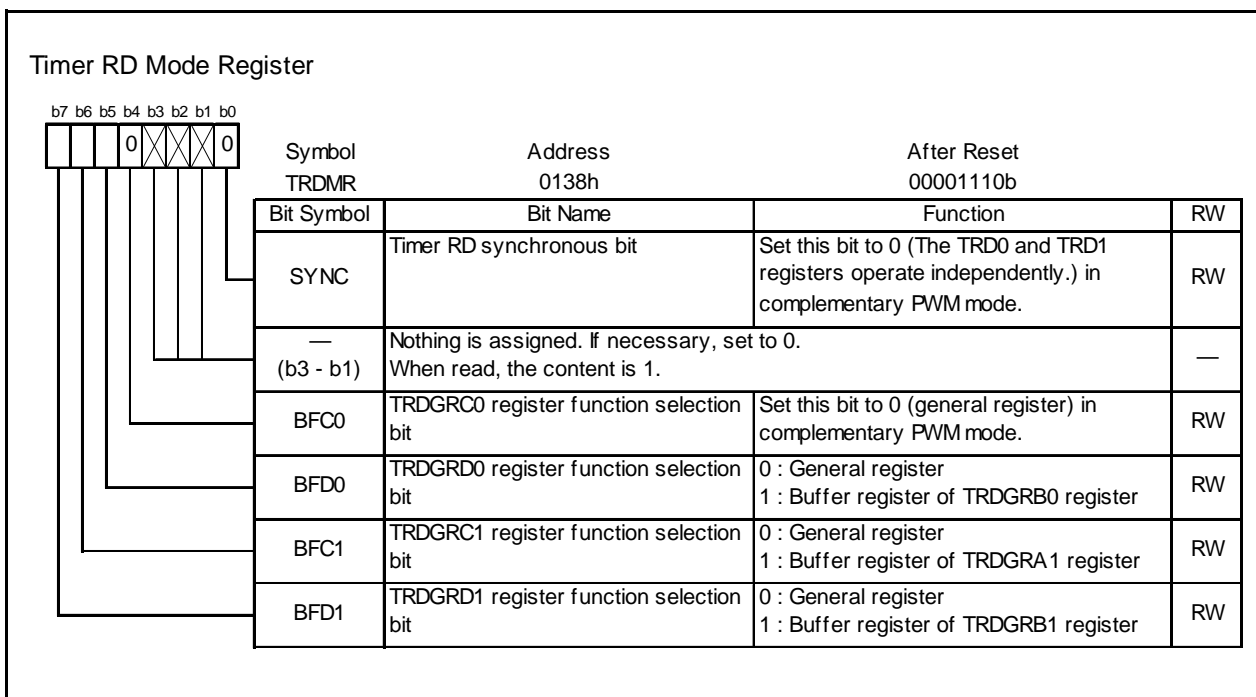 Timer RD Mode Register
b7 b6 b5 b4 b3 b2 b1 b0
0 0
Symbol Address After Reset
TRDMR 0138h 00001110b
Bit Symbol Bit Name Function RW
SYNC
Timer RD synchronous bit
Set this bit to 0 (The TRD0 and TRD1
registers operate independently.) in
complementary PWM mode.
RW
—
(b3 - b1)
Nothing is assigned. If necessary, set to 0.
When read, the content is 1.
—
BFC0
TRDGRC0 register function selection
bit
Set this bit to 0 (general register) in
complementary PWM mode.
RW
BFD0
TRDGRD0 register function selection
bit
0 : General register
1 : Buffer register of TRDGRB0 register
RW
BFC1
TRDGRC1 register function selection
bit
0 : General register
1 : Buffer register of TRDGRA1 register
RW
BFD1
TRDGRD1 register function selection
bit
0 : General register
1 : Buffer register of TRDGRB1 register
RW